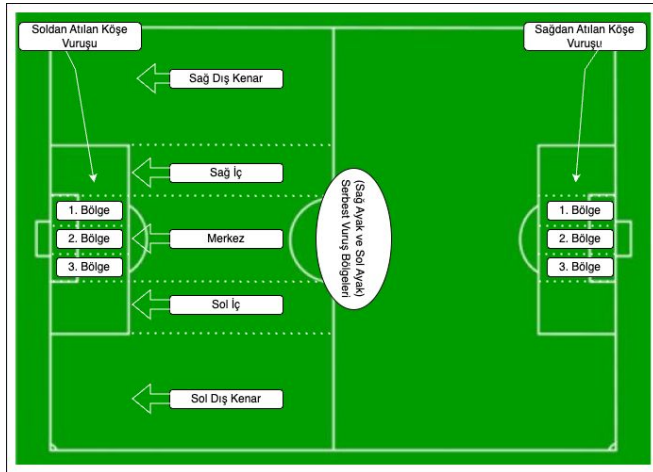 Soldan Atılan Köşe
Vuruşu
Sağdan Atılan Köşe
Vuruşu
Sağ Dış Kenar
Sağ İç
Merkez
Sol İç
Sol Dış Kenar
1. Bölge
2. Bölge
3. Bölge
(Sağ Ayak ve Sol Ayak)
Serbest Vuruş Bölgeleri
1. Bölge
2. Bölge
3. Bölge